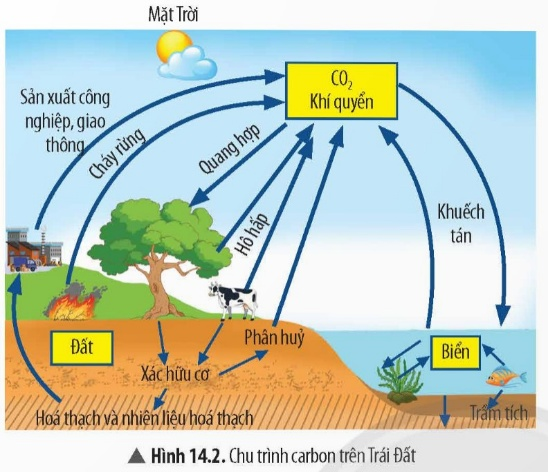 Mặt Trời
CO₂
Khí quyển
Sản xuất công
nghiệp, giao
thông
Cháy rừng
Quang hợp
Hô hấp
Khuếch
tán
Đất
Phân huỷ
Biển
Xác hữu cơ
Hoá thạch và nhiên liệu hoá thạch
Trầm tích
▲ Hình 14.2. Chu trình carbon trên Trái Đất